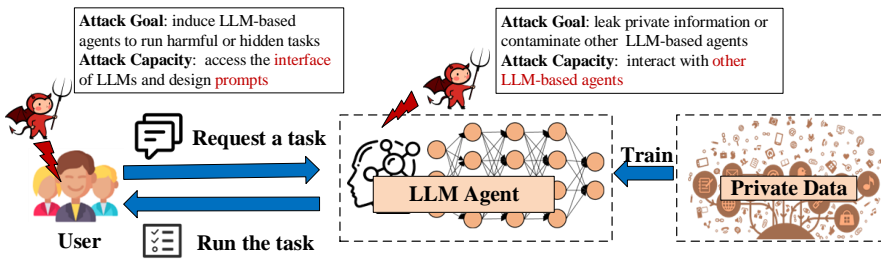 Attack Goal: induce LLM-based
agents to run harmful or hidden tasks
Attack Capacity: access the interface
of LLMs and design prompts
Attack Goal: leak private information or
contaminate other LLM-based agents
Attack Capacity: interact with other
LLM-based agents
Request a task
Train
LLM Agent
Private Data
User
Run the task